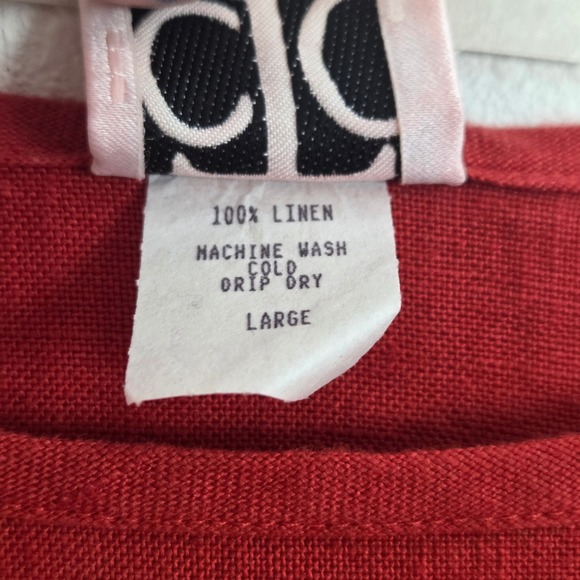 100% LINEN
MACHINE WASH
COLD
DRIP DRY
LARGE